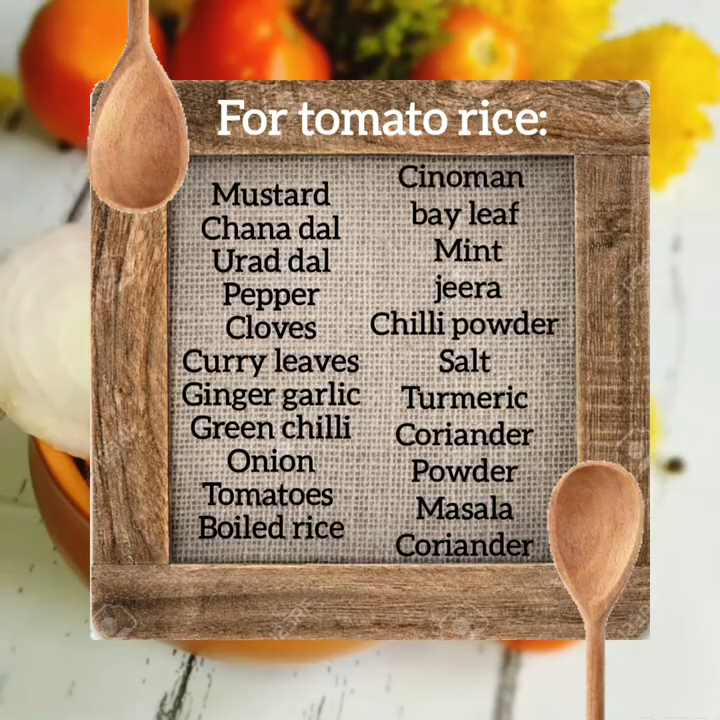 For tomato rice:
Mustard
Chana dal
Urad dal
Pepper
Cloves
Curry leaves
Ginger garlic
Green chilli
Onion
Tomatoes
Boiled rice
Cinoman
bay leaf
Mint
jeera
Chilli powder
Salt
Turmeric
Coriander
Powder
Masala
Coriander